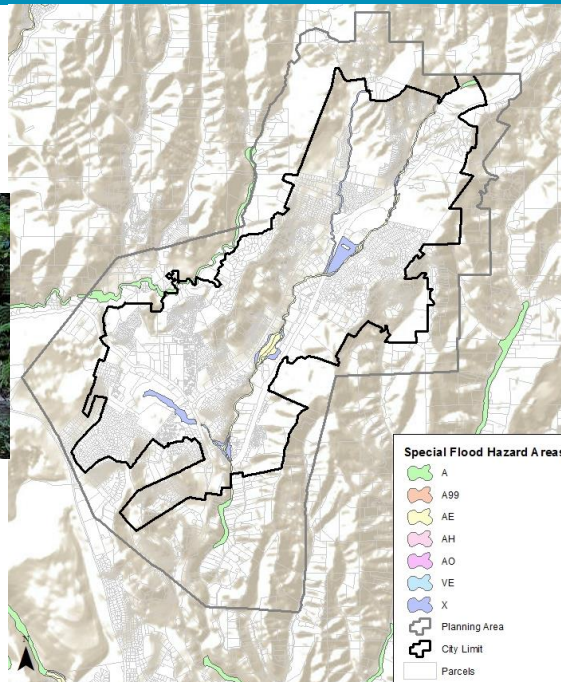 N
Special Flood Hazard Areas
A
A99
AE
AH
AO
VE
X
Planning Area
City Limit
Parcels